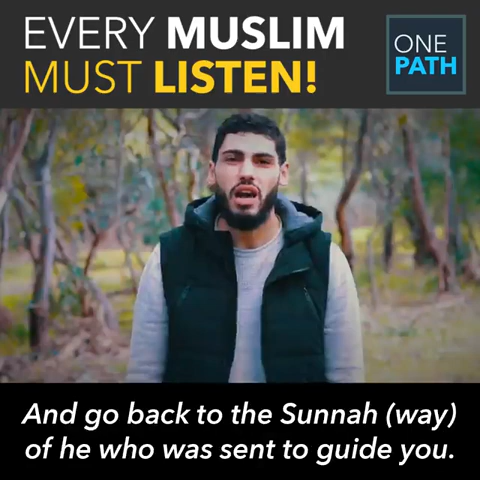 EVERY MUSLIM
MUST LISTEN!
ONE
PATH
And go back to the Sunnah (way)
of he who was sent to guide you.